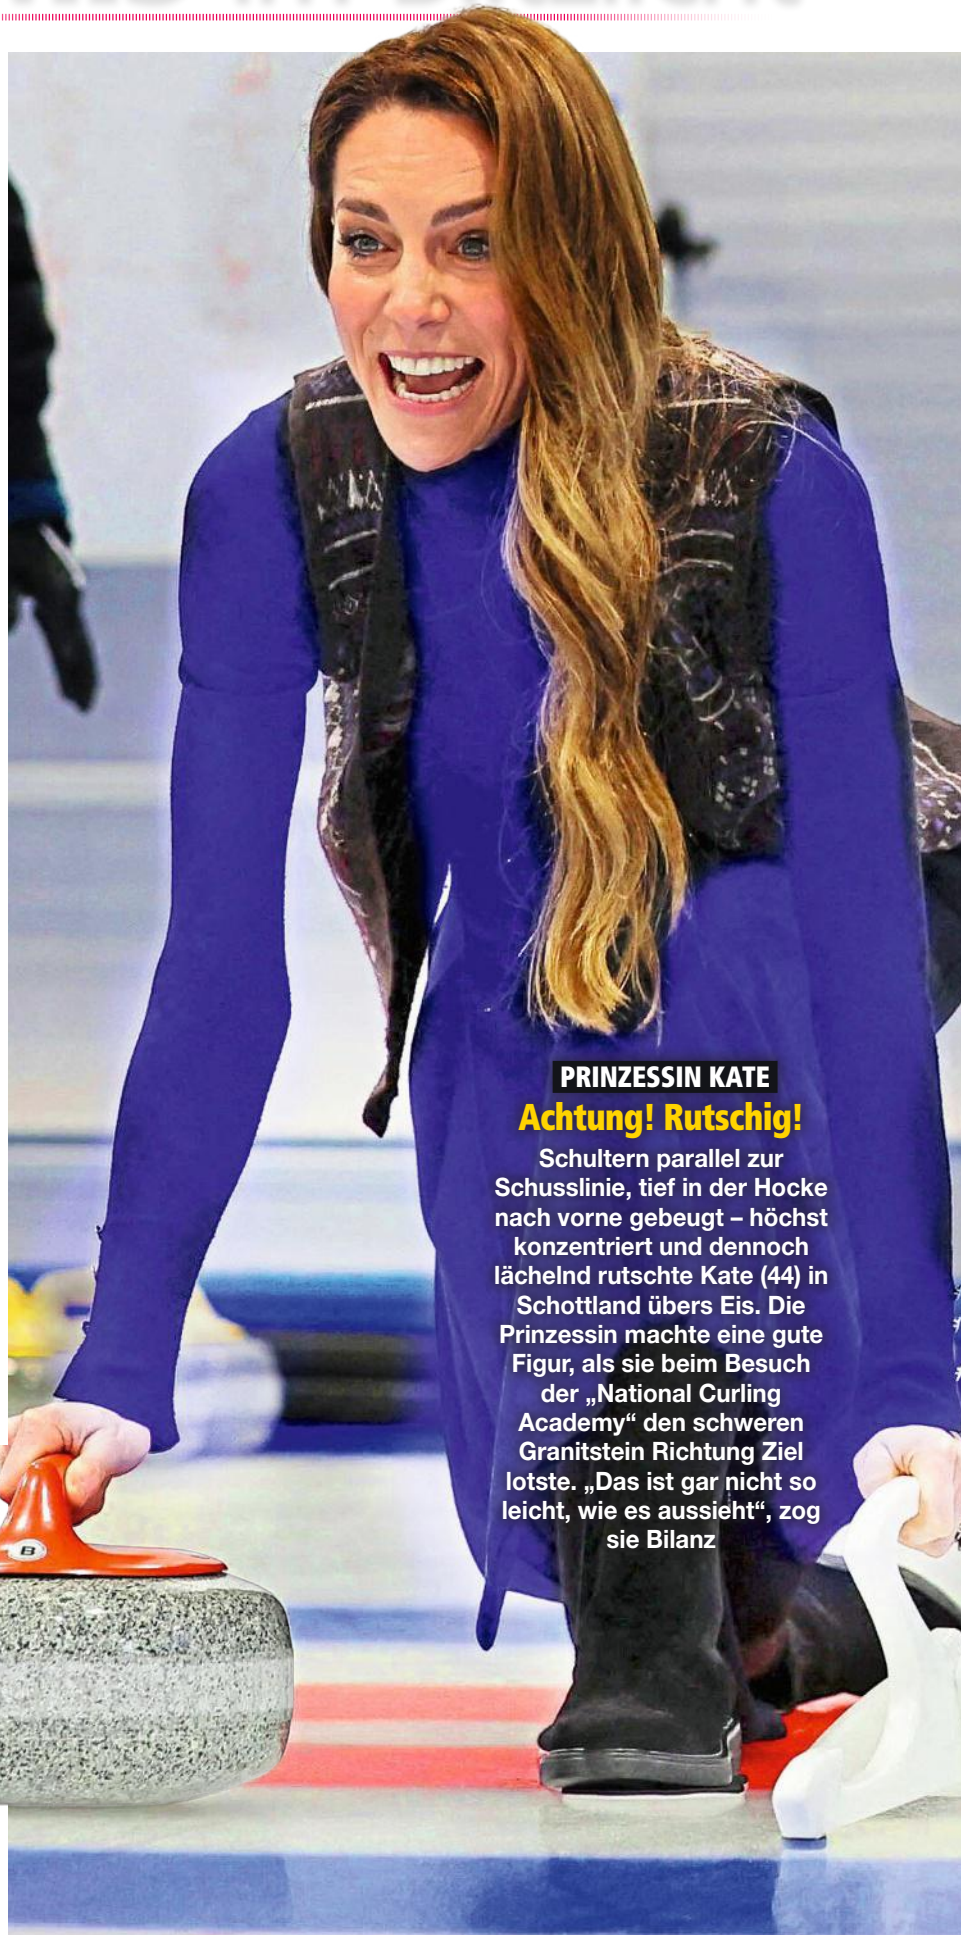 PRINZESSIN KATE
Achtung! Rutschig!
Schultern parallel zur
Schusslinie, tief in der Hocke
nach vorne gebeugt – höchst
konzentriert und dennoch
lächelnd rutschte Kate (44) in
Schottland übers Eis. Die
Prinzessin machte eine gute
Figur, als sie beim Besuch
der „National Curling
Academy“ den schweren
Granitstein Richtung Ziel
lotste. „Das ist gar nicht so
leicht, wie es aussieht“, zog
sie Bilanz
B